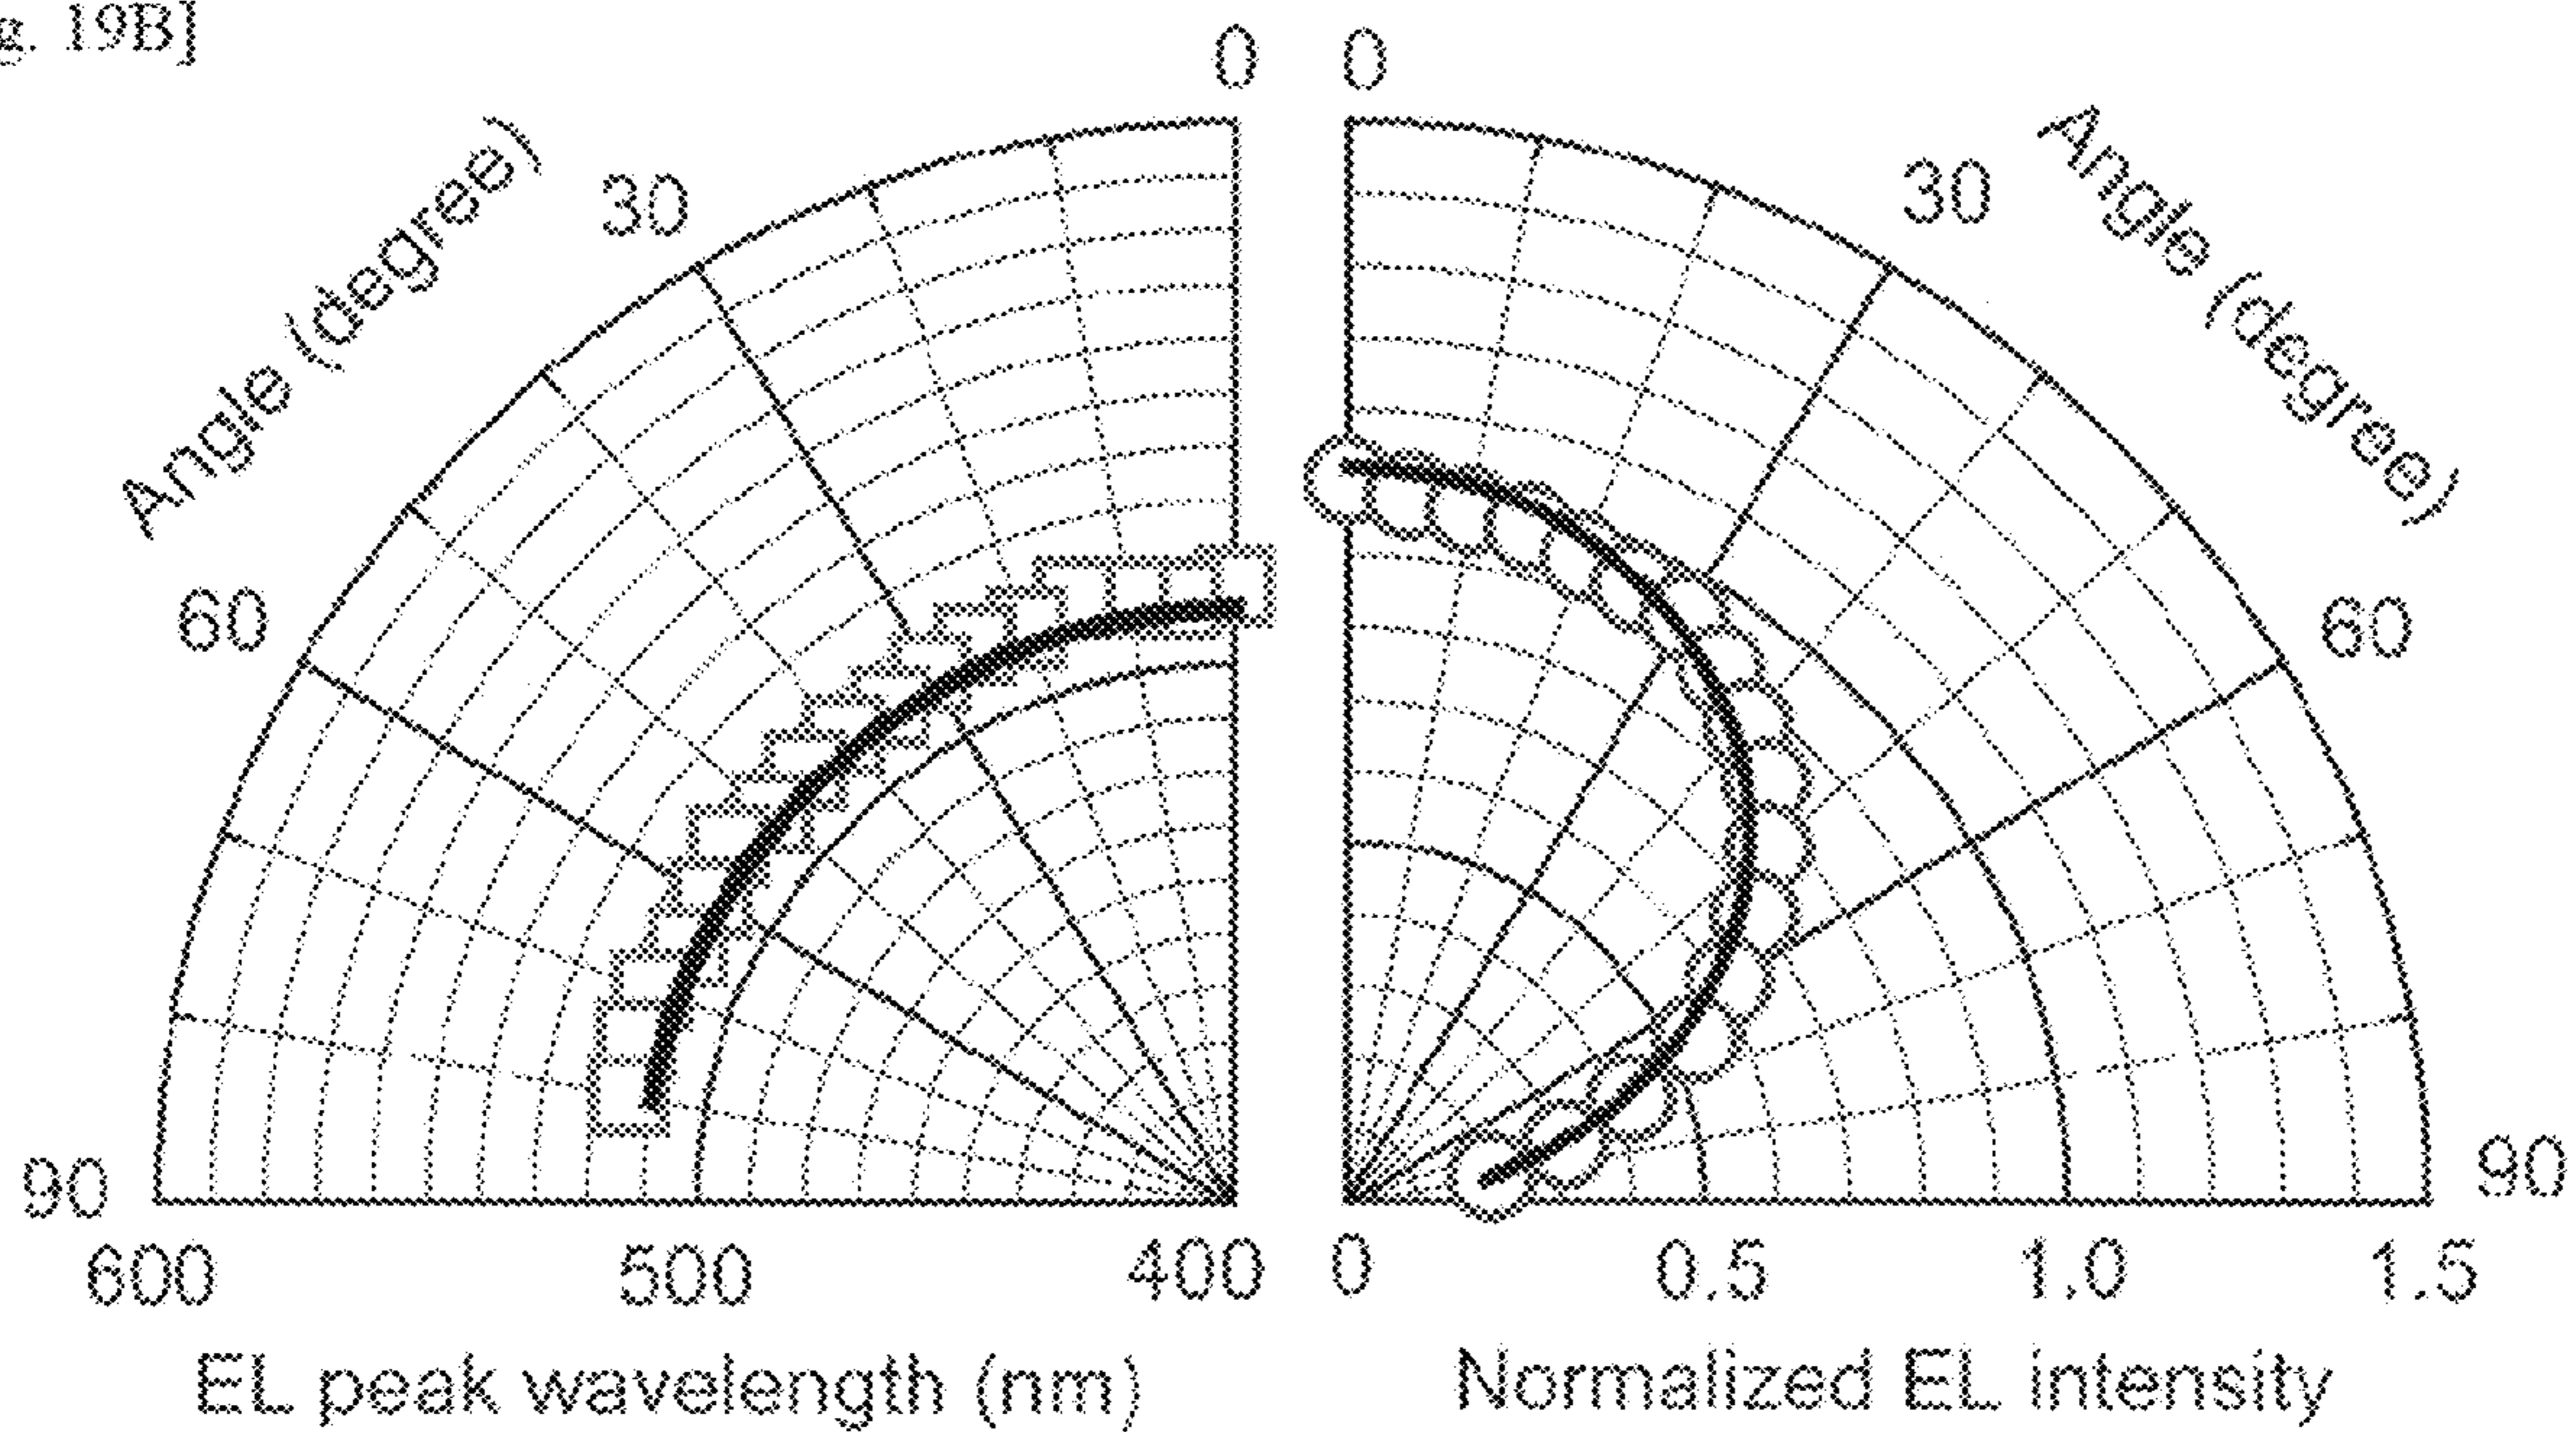 g. 19B]
0 0
Angle (degree)
30
30
Angle (degree)
60
60
90
90
600 500 400 0 0.5 1.0 1.5
EL peak wavelength (nm)
Normalized EL intensity